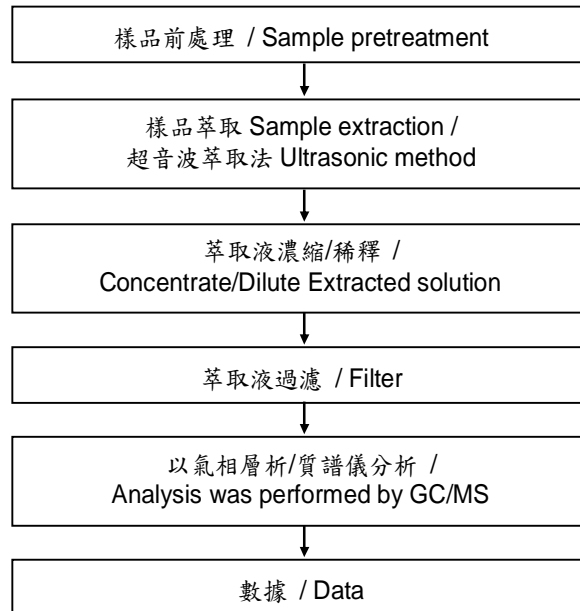 樣品前處理 / Sample pretreatment
樣品萃取 Sample extraction /
超音波萃取法 Ultrasonic method
萃取液濃縮/稀釋 /
Concentrate/Dilute Extracted solution
萃取液過濾 / Filter
以氣相層析/質譜儀分析 /
Analysis was performed by GC/MS
數據 / Data